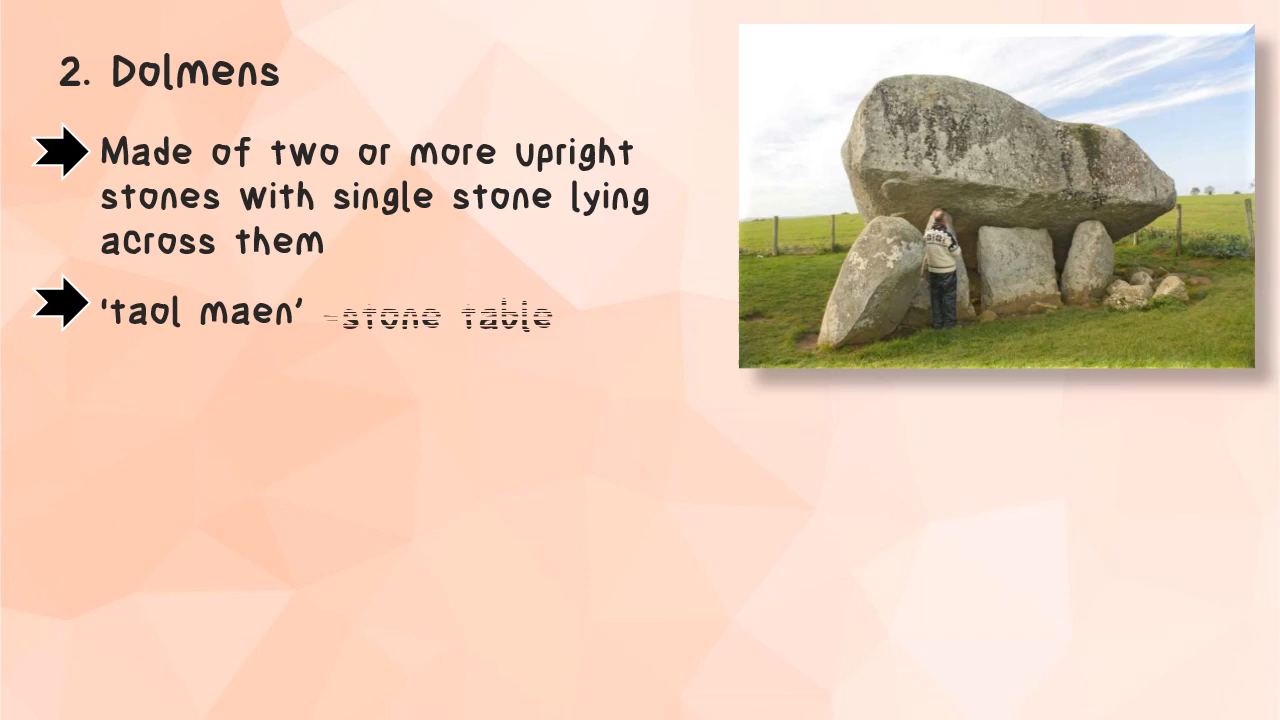 2. Dolmens
Made of two or more upright
stones with single stone lying
across them
‘taol maen’ -stone table